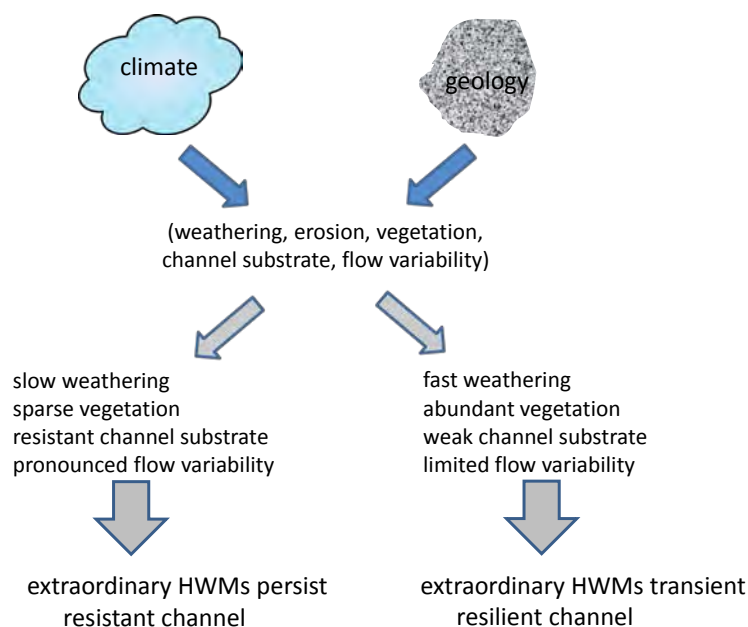 climate
geology
(weathering, erosion, vegetation,
channel substrate, flow variability)
slow weathering
sparse vegetation
resistant channel substrate
pronounced flow variability
fast weathering
abundant vegetation
weak channel substrate
limited flow variability
extraordinary HWMs persist
resistant channel
extraordinary HWMs transient
resilient channel